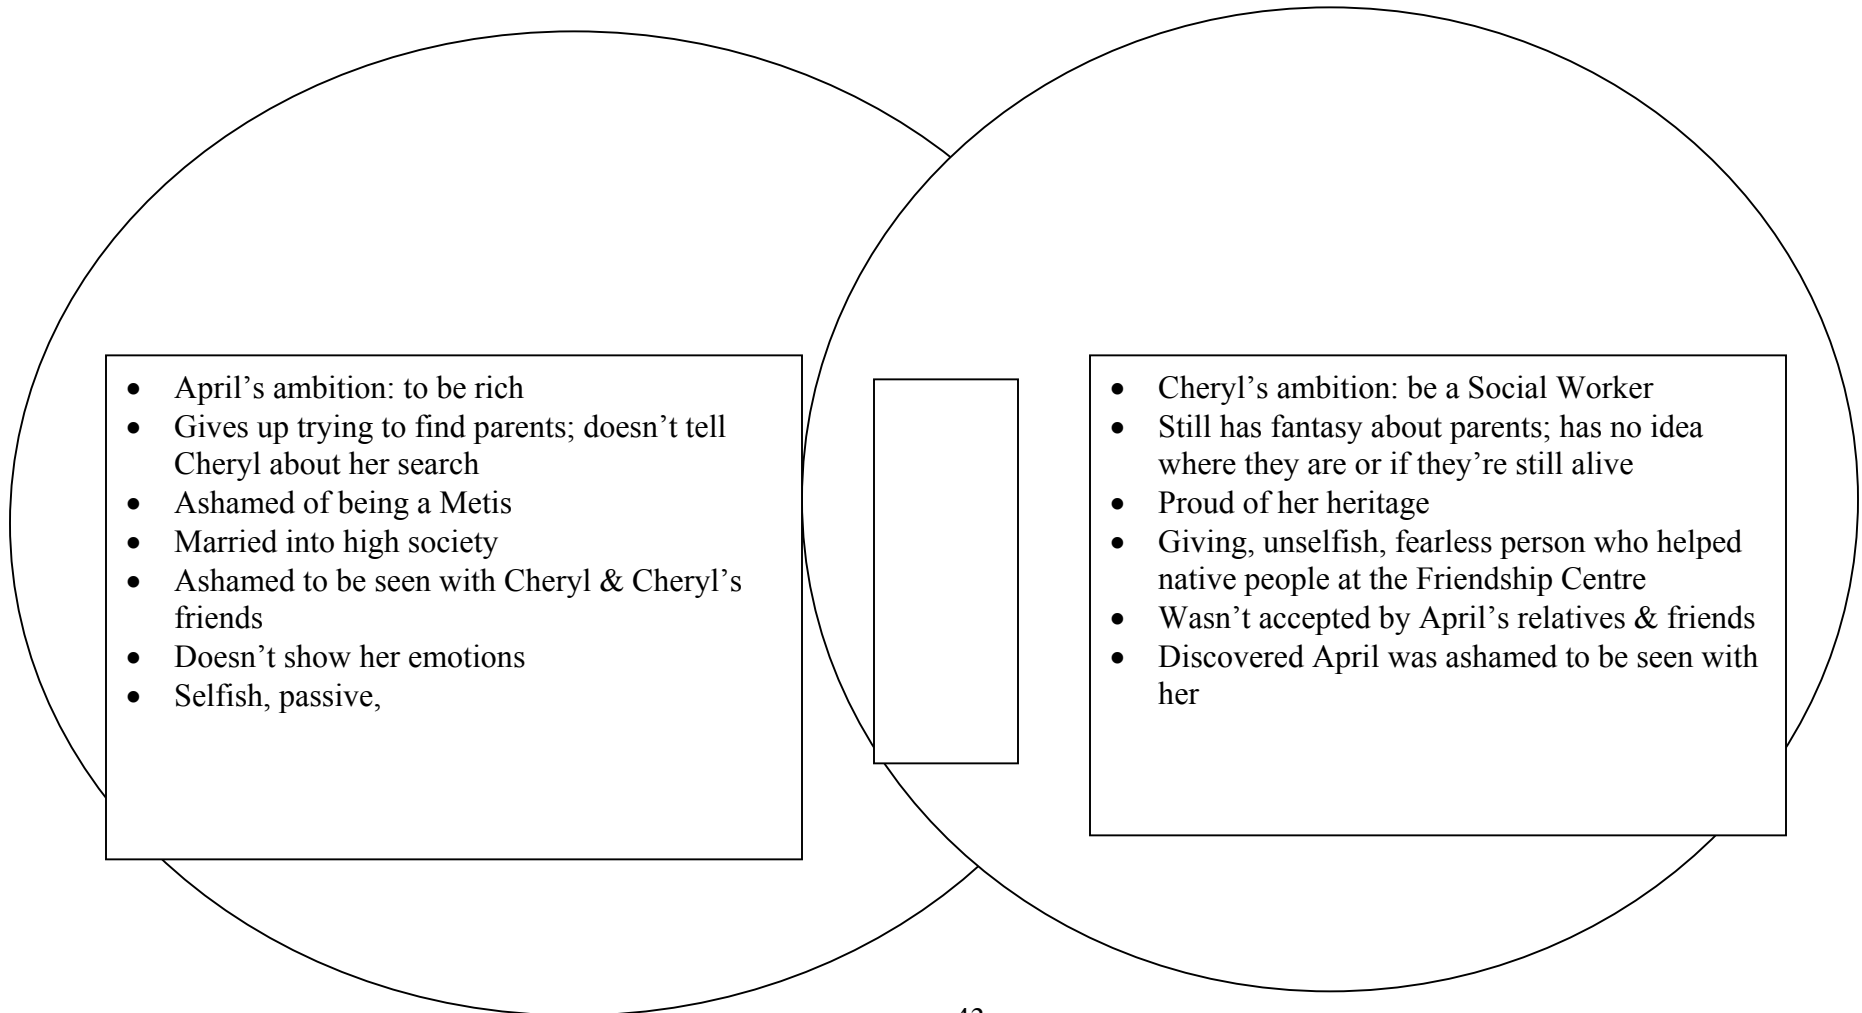 • April’s ambition: to be rich
• Gives up trying to find parents; doesn’t tell
Cheryl about her search
• Ashamed of being a Metis
• Married into high society
• Ashamed to be seen with Cheryl & Cheryl’s
friends
• Doesn’t show her emotions
• Selfish, passive,
• Cheryl’s ambition: be a Social Worker
• Still has fantasy about parents; has no idea
where they are or if they’re still alive
• Proud of her heritage
• Giving, unselfish, fearless person who helped
native people at the Friendship Centre
• Wasn’t accepted by April’s relatives & friends
• Discovered April was ashamed to be seen with
her